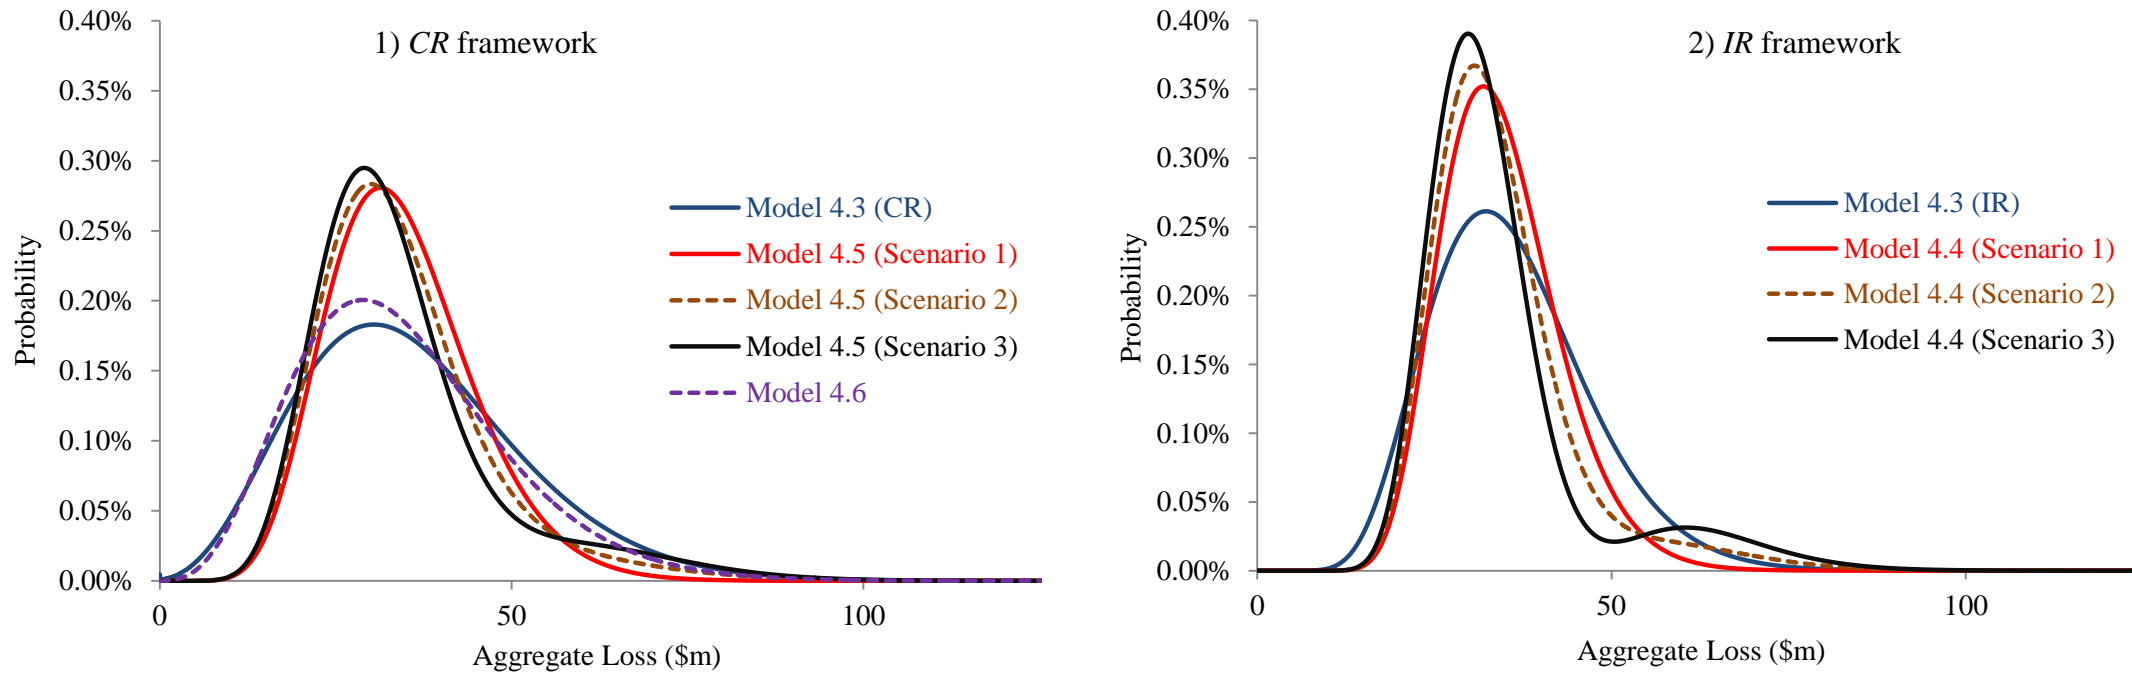 1) CR framework
0.40%
0.35%
0.30%
0.25%
0.20%
0.15%
0.10%
0.05%
0.00%
Probability
0
50
100
Aggregate Loss ($m)
Model 4.3 (CR)
Model 4.5 (Scenario 1)
Model 4.5 (Scenario 2)
Model 4.5 (Scenario 3)
Model 4.6
2) IR framework
0.40%
0.35%
0.30%
0.25%
0.20%
0.15%
0.10%
0.05%
0.00%
Probability
0
50
100
Aggregate Loss ($m)
Model 4.3 (IR)
Model 4.4 (Scenario 1)
Model 4.4 (Scenario 2)
Model 4.4 (Scenario 3)